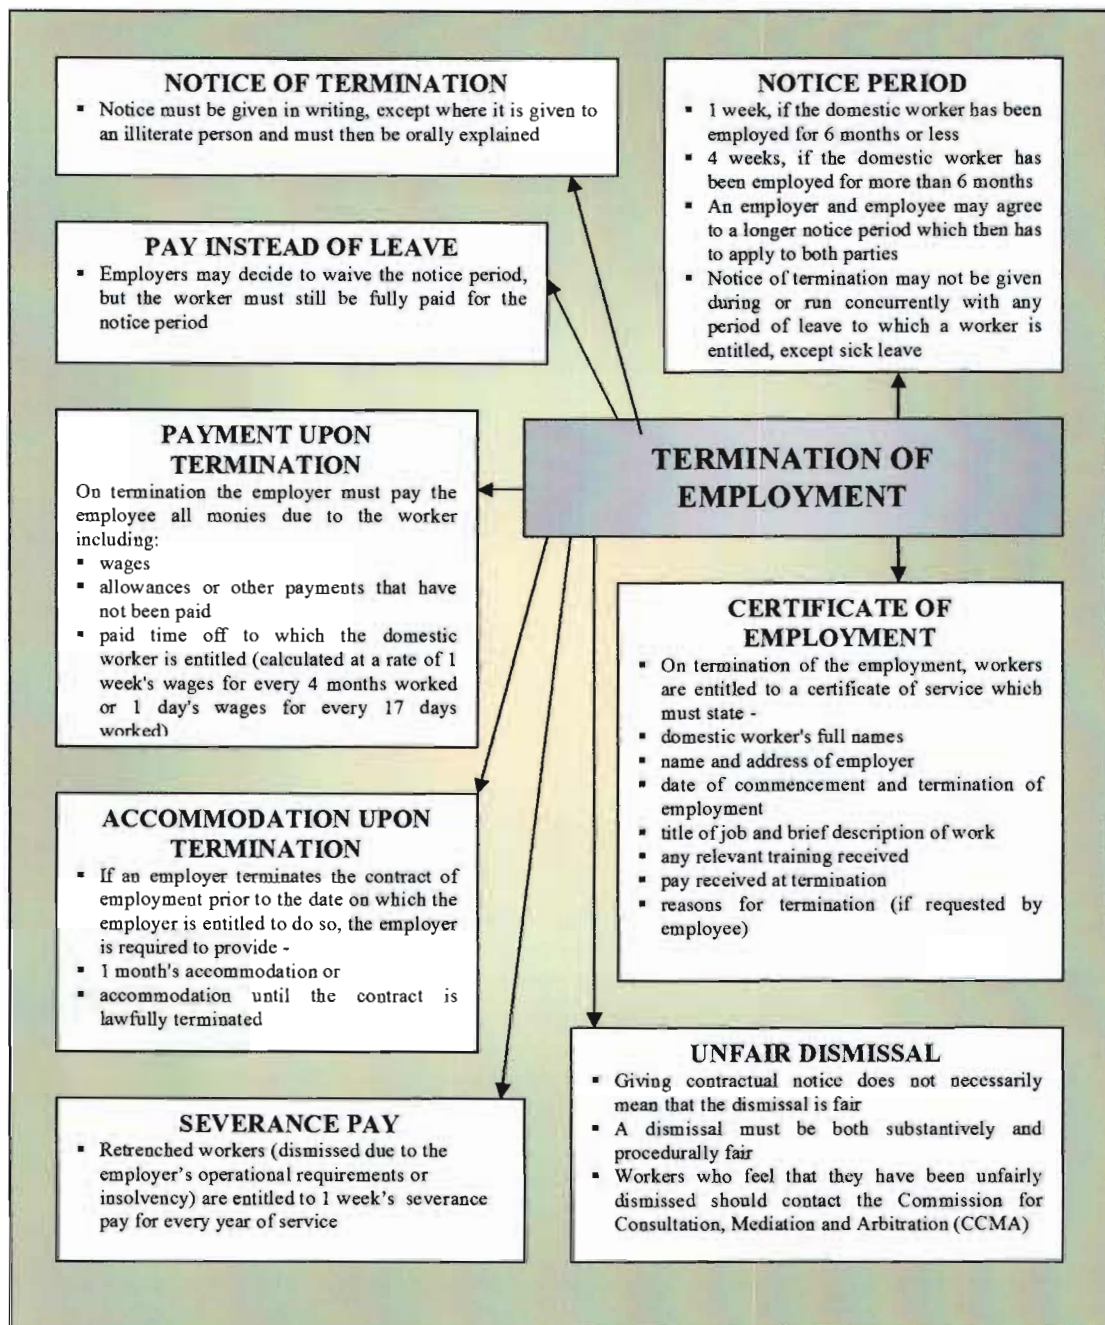 NOTICE OF TERMINATION
▪ Notice must be given in writing, except where it is given to
an illiterate person and must then be orally explained
NOTICE PERIOD
▪ 1 week, if the domestic worker has been
employed for 6 months or less
▪ 4 weeks, if the domestic worker has
been employed for more than 6 months
▪ An employer and employee may agree
to a longer notice period which then has
to apply to both parties
▪ Notice of termination may not be given
during or run concurrently with any
period of leave to which a worker is
entitled, except sick leave
PAY INSTEAD OF LEAVE
▪ Employers may decide to waive the notice period,
but the worker must still be fully paid for the
notice period
TERMINATION OF
EMPLOYMENT
PAYMENT UPON
TERMINATION
On termination the employer must pay the
employee all monies due to the worker
including:
▪ wages
▪ allowances or other payments that have
not been paid
▪ paid time off to which the domestic
worker is entitled (calculated at a rate of 1
week's wages for every 4 months worked
or 1 day's wages for every 17 days
worked)
CERTIFICATE OF
EMPLOYMENT
▪ On termination of the employment, workers
are entitled to a certificate of service which
must state -
▪ domestic worker's full names
▪ name and address of employer
▪ date of commencement and termination of
employment
▪ title of job and brief description of work
▪ any relevant training received
▪ pay received at termination
▪ reasons for termination (if requested by
employee)
ACCOMMODATION UPON
TERMINATION
▪ If an employer terminates the contract of
employment prior to the date on which the
employer is entitled to do so, the employer
is required to provide -
▪ 1 month's accommodation or
▪ accommodation until the contract is
lawfully terminated
SEVERANCE PAY
▪ Retrenched workers (dismissed due to the
employer's operational requirements or
insolvency) are entitled to 1 week's severance
pay for every year of service
UNFAIR DISMISSAL
▪ Giving contractual notice does not necessarily
mean that the dismissal is fair
▪ A dismissal must be both substantively and
procedurally fair
▪ Workers who feel that they have been unfairly
dismissed should contact the Commission for
Consultation, Mediation and Arbitration (CCMA)